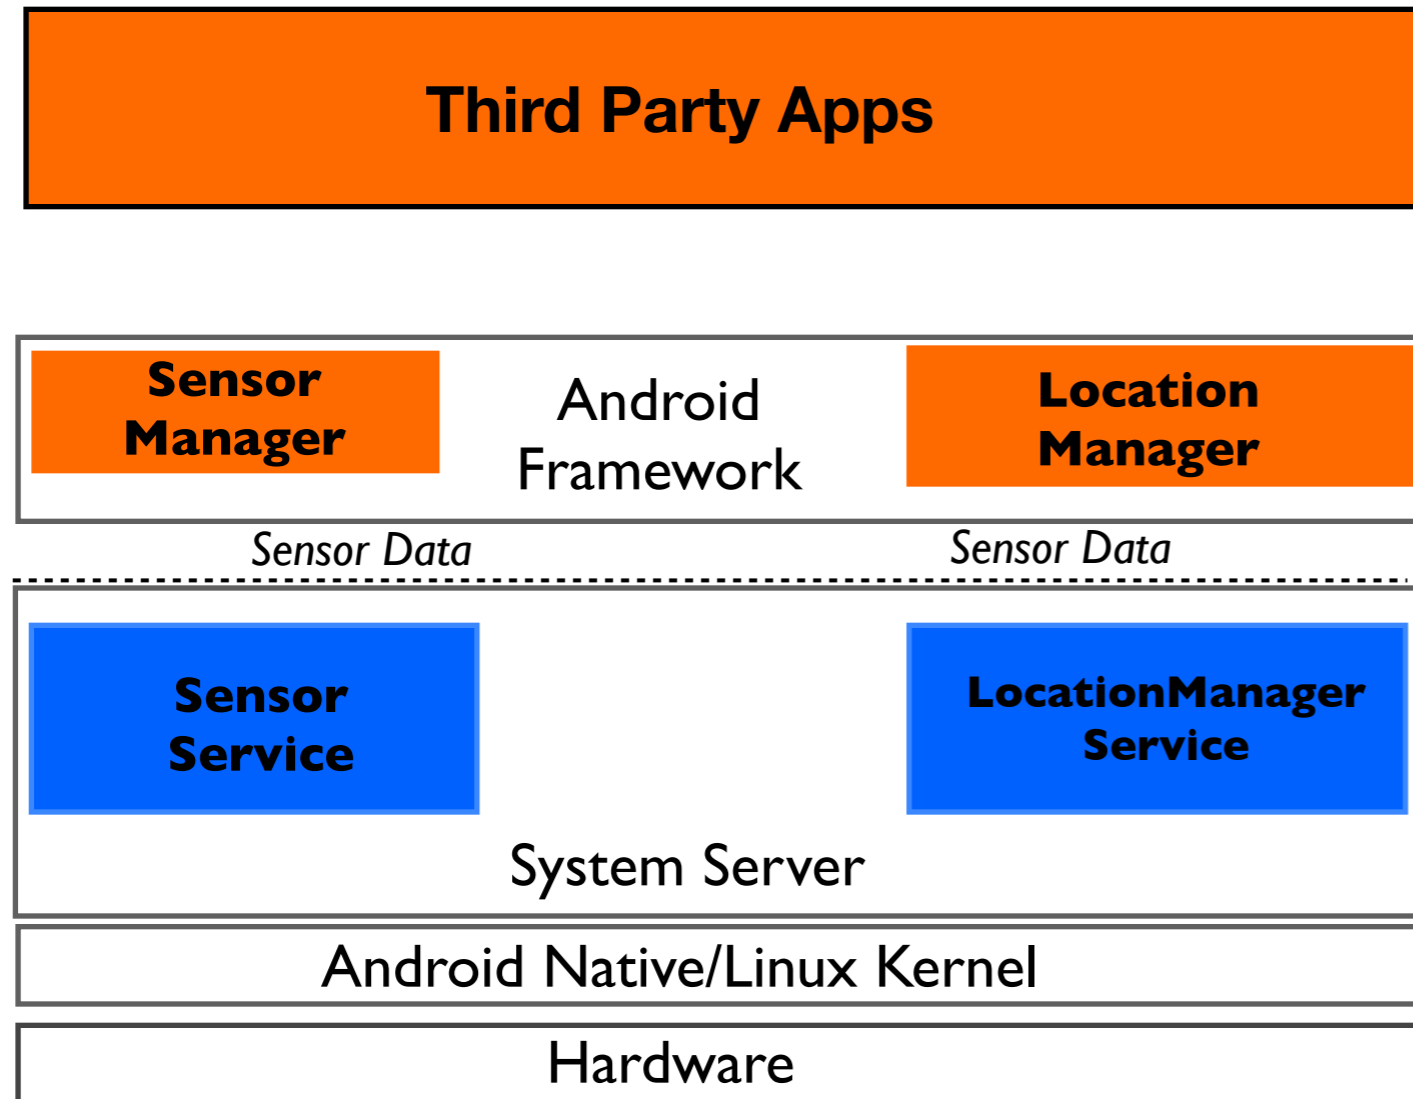 Third Party Apps
Sensor
Manager
Android
Framework
Location
Manager
Sensor Data
Sensor Data
Sensor
Service
LocationManager
Service
System Server
Android Native/Linux Kernel
Hardware